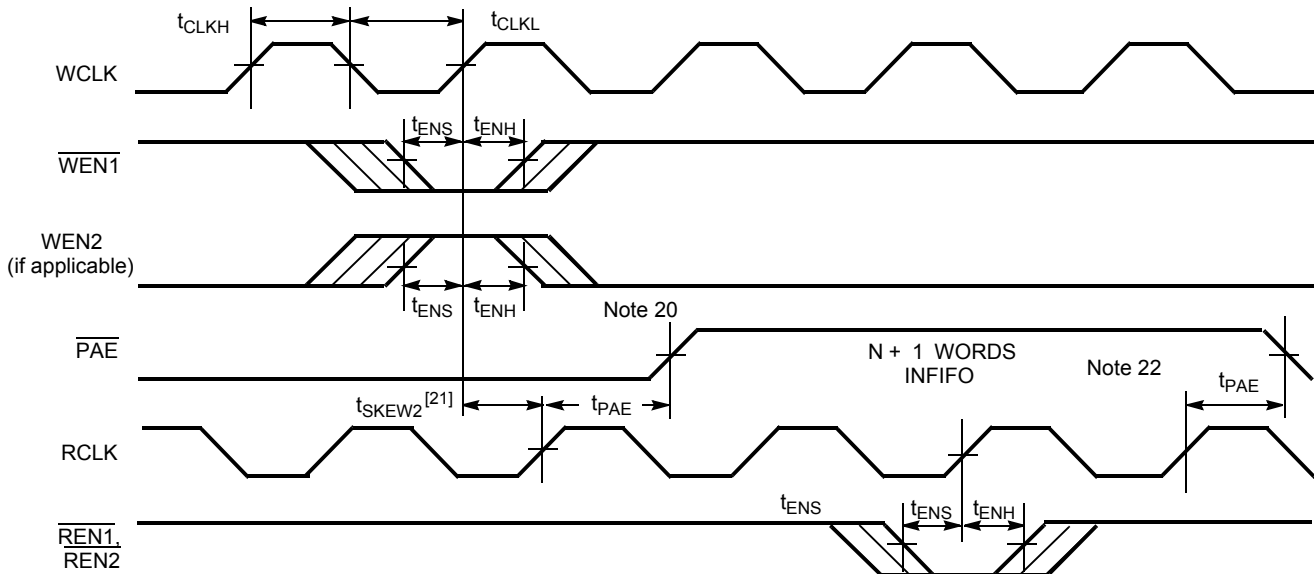 tCLKH
tCLKL
WCLK
tENS
tENH
WEN1
WEN2
(if applicable)
tENS
tENH
Note 20
PAE
N + 1 WORDS
INFIFO
Note 22
tPAE
tSKEW2[21]
tPAE
RCLK
tENS
tENS
tENH
REN1,
REN2